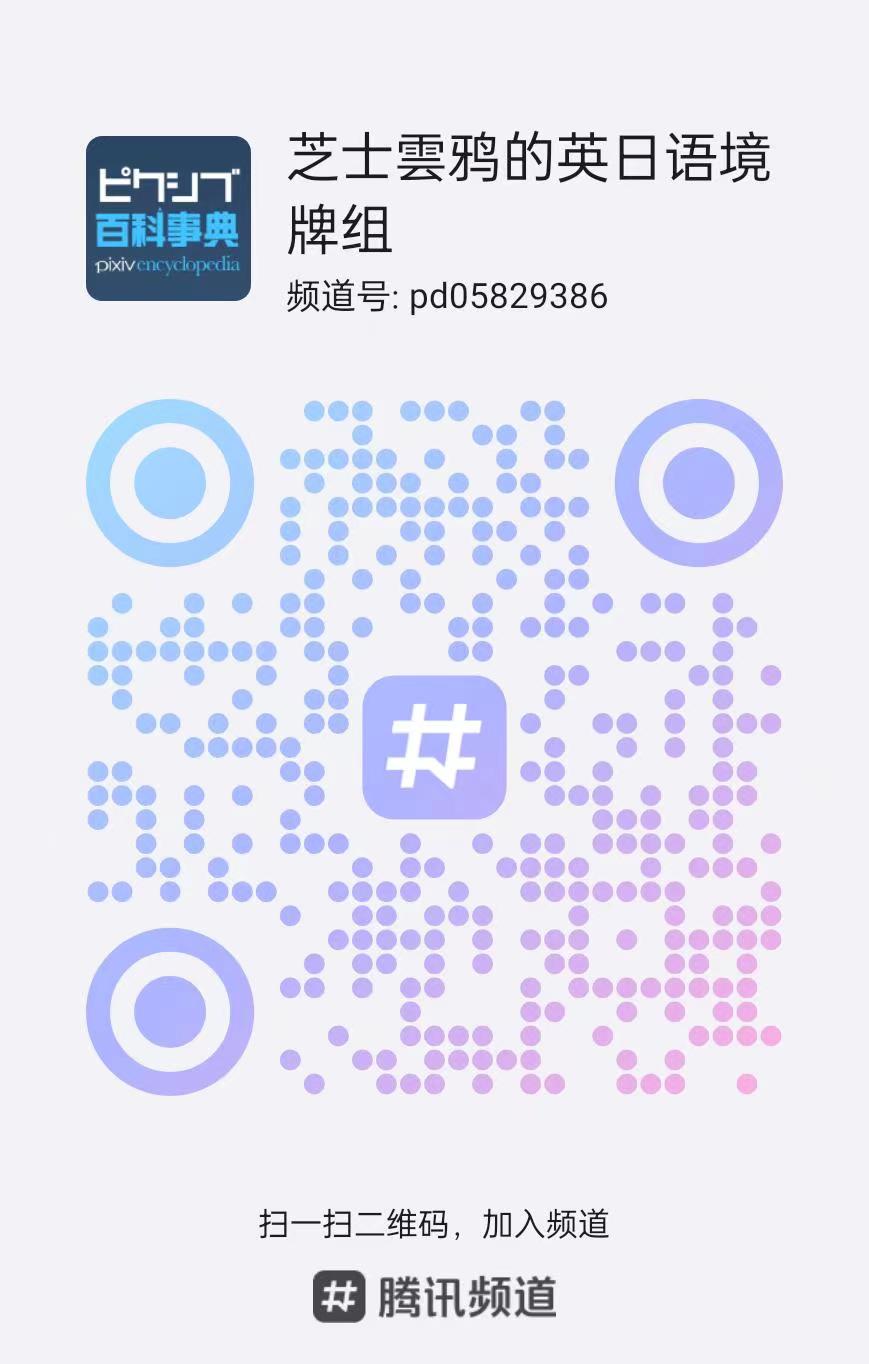 ピクシブ
百科事典
pixiv encyclopedia
芝士雲鸦的英日语境
牌组
频道号: pd05829386
扫一扫二维码，加入频道
腾讯频道